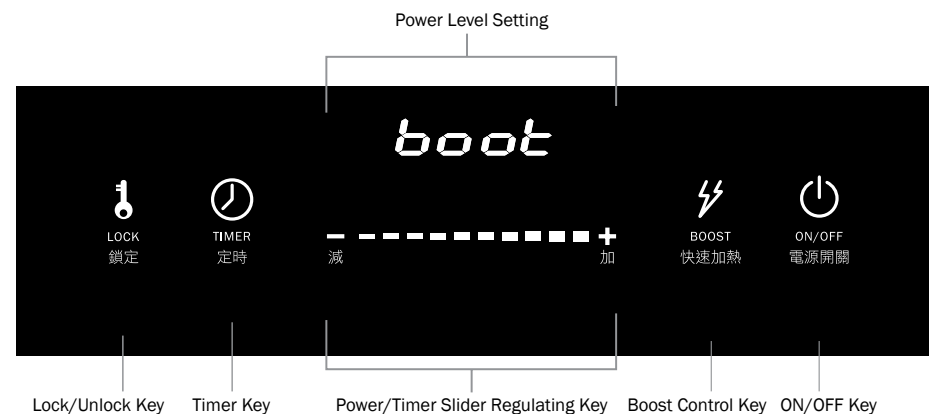 Power Level Setting
boot
LOCK
鎖定
TIMER
定時
－
減
+
加
BOOST
快速加熱
ON/OFF
電源開關
Lock/Unlock Key
Timer Key
Power/Timer Slider Regulating Key
Boost Control Key
ON/OFF Key